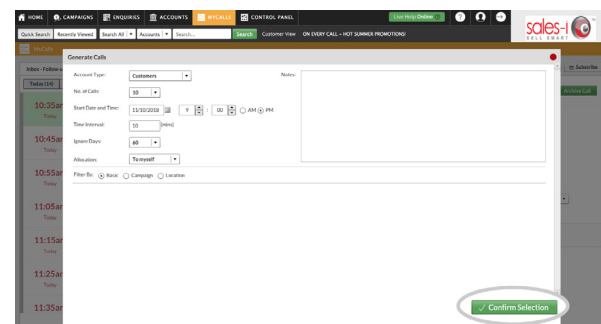 HOME CAMPAIGNS ENQUIRIES ACCOUNTS MYCALLS CONTROL PANEL Live Help Online
sales-i
SELL SMART
Quick Search Recently Viewed Search All Accounts Search... Search Customer View ON EVERY CALL - HOT SUMMER PROMOTIONS!
MyCalls
Generate Calls
Inbox - Follow
Subscribe
Today (14)
Archive Call
Account Type: Customers Notes:
No. of Calls: 10
Start Date and Time: 11/10/2018 9 : 00 AM PM
Time Interval: 10 (mins)
Ignore Days: 60
Allocation: To myself
Filter By: Basic Campaign Location
10:35am
Today
10:45am
Today
10:55am
Today
11:05am
Today
11:15am
Today
11:25am
Today
11:35am
Confirm Selection